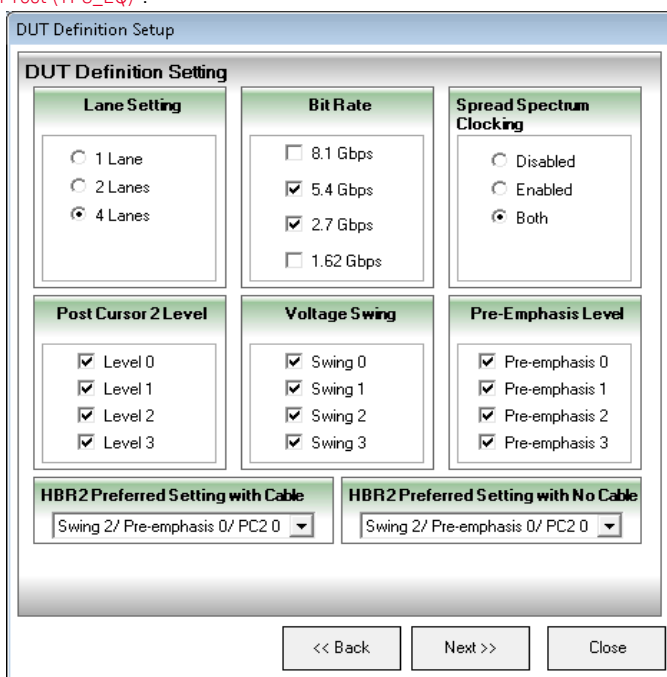 DUT Definition Setup
DUT Definition Setting
Lane Setting
1 Lane
2 Lanes
4 Lanes
Bit Rate
8.1 Gbps
5.4 Gbps
2.7 Gbps
1.62 Gbps
Spread Spectrum
Clocking
Disabled
Enabled
Both
Post Cursor 2 Level
Level 0
Level 1
Level 2
Level 3
Voltage Swing
Swing 0
Swing 1
Swing 2
Swing 3
Pre-Emphasis Level
Pre-emphasis 0
Pre-emphasis 1
Pre-emphasis 2
Pre-emphasis 3
HBR2 Preferred Setting with Cable
Swing 2/ Pre-emphasis 0/ PC2 0
HBR2 Preferred Setting with No Cable
Swing 2/ Pre-emphasis 0/ PC2 0
<< Back
Next >>
Close